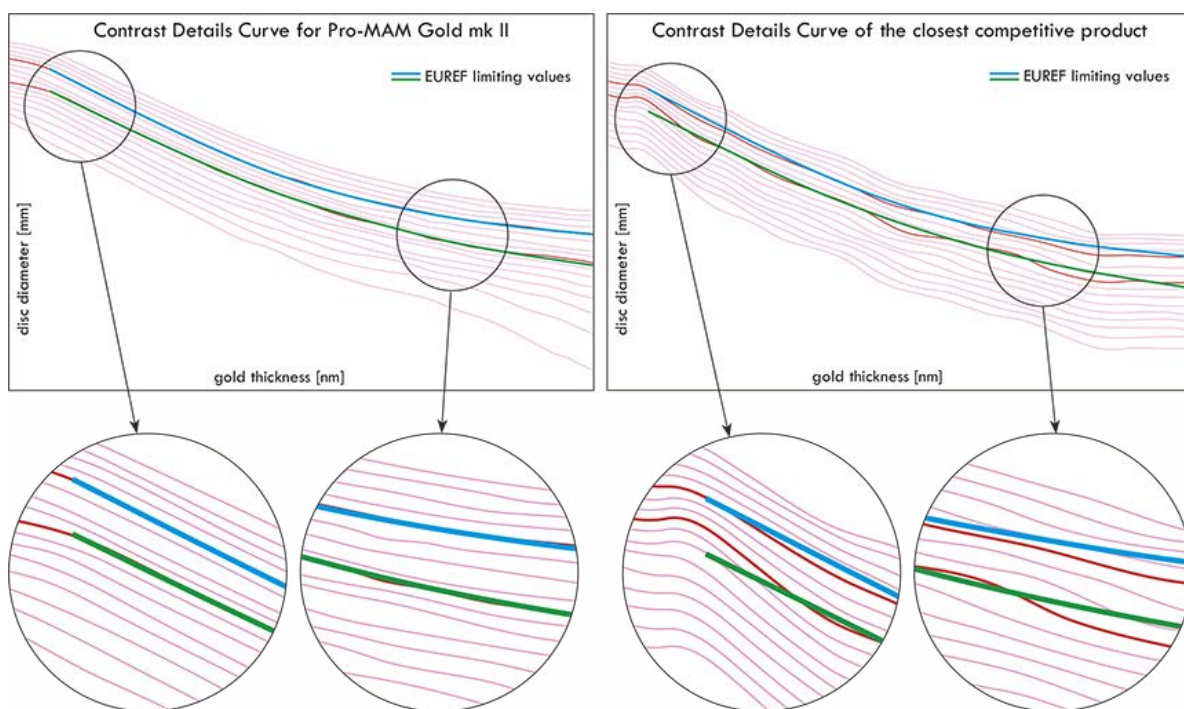 Contrast Details Curve for Pro-MAM Gold mk II
EUREF limiting values
disc diameter [mm]
gold thickness [nm]
Contrast Details Curve of the closest competitive product
EUREF limiting values
disc diameter [mm]
gold thickness [nm]